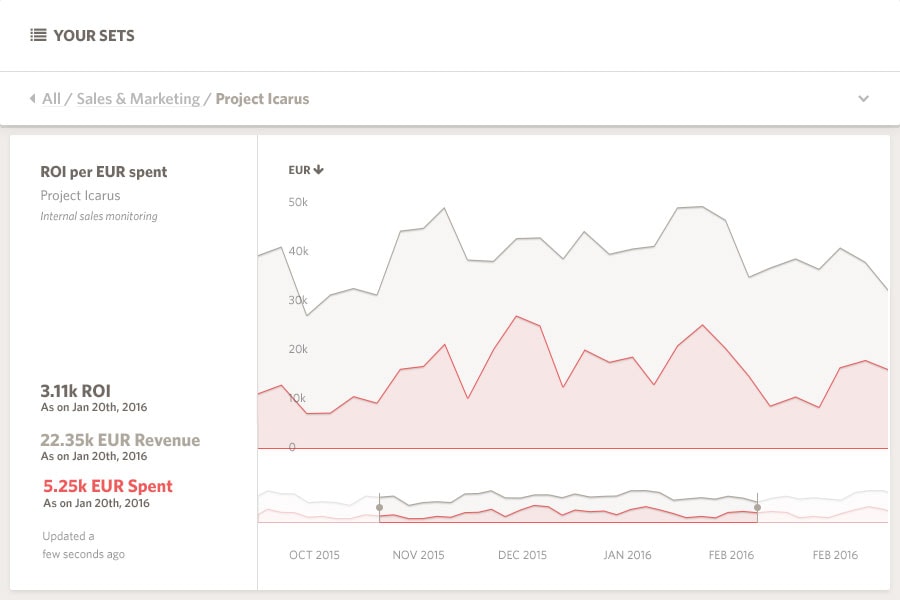 YOUR SETS
All / Sales & Marketing / Project Icarus
ROI per EUR spent
Project Icarus
Internal sales monitoring
3.11k ROI
As on Jan 20th, 2016
22.35k EUR Revenue
As on Jan 20th, 2016
5.25k EUR Spent
As on Jan 20th, 2016
Updated a
few seconds ago
EUR
50k
40k
30k
20k
10k
0
OCT 2015 NOV 2015 DEC 2015 JAN 2016 FEB 2016 FEB 2016